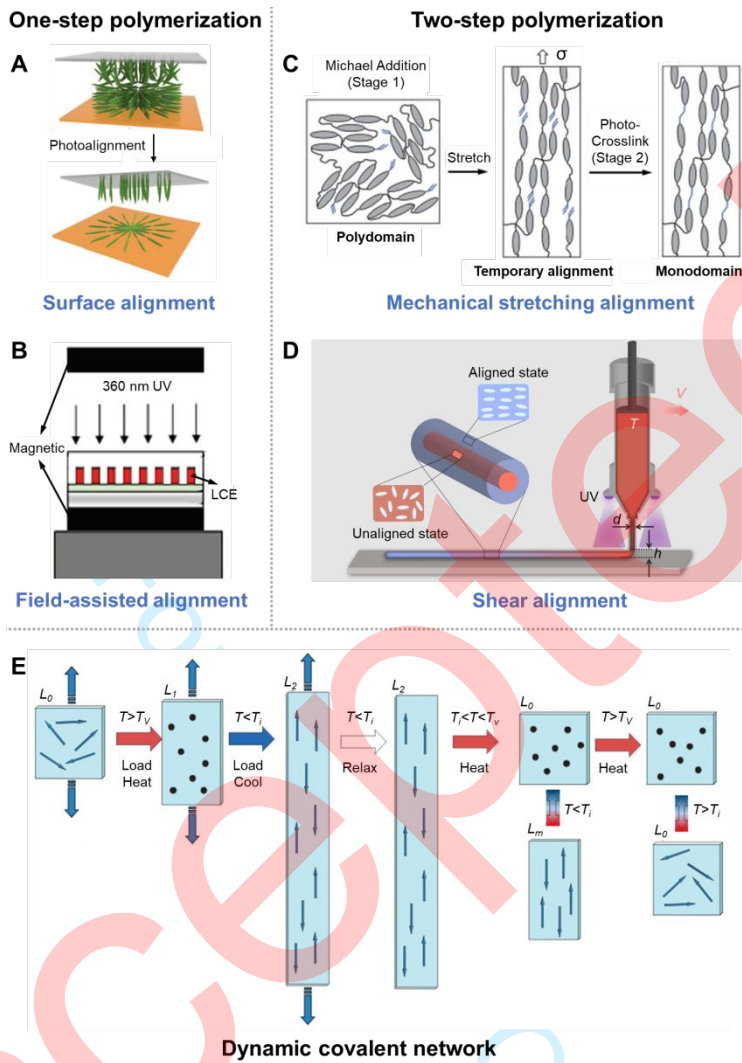 One-step polymerization
Two-step polymerization
A
Photoalignment
Surface alignment
B
360 nm UV
Magnetic
LCE
Field-assisted alignment
C
Michael Addition
(Stage 1)
Polydomain
Stretch
σ
Temporary alignment
Photo-
Crosslink
(Stage 2)
Monodomain
Mechanical stretching alignment
D
Aligned state
Unaligned state
T
V
UV
d
h
Shear alignment
E
L0
T>TV
Load
Heat
L1
T<Ti
Load
Cool
L2
T<Ti
Relax
L2
Ti<T<Tv
Heat
L0
T>TV
Heat
L0
T<Ti
Lm
T>Ti
L0
Dynamic covalent network